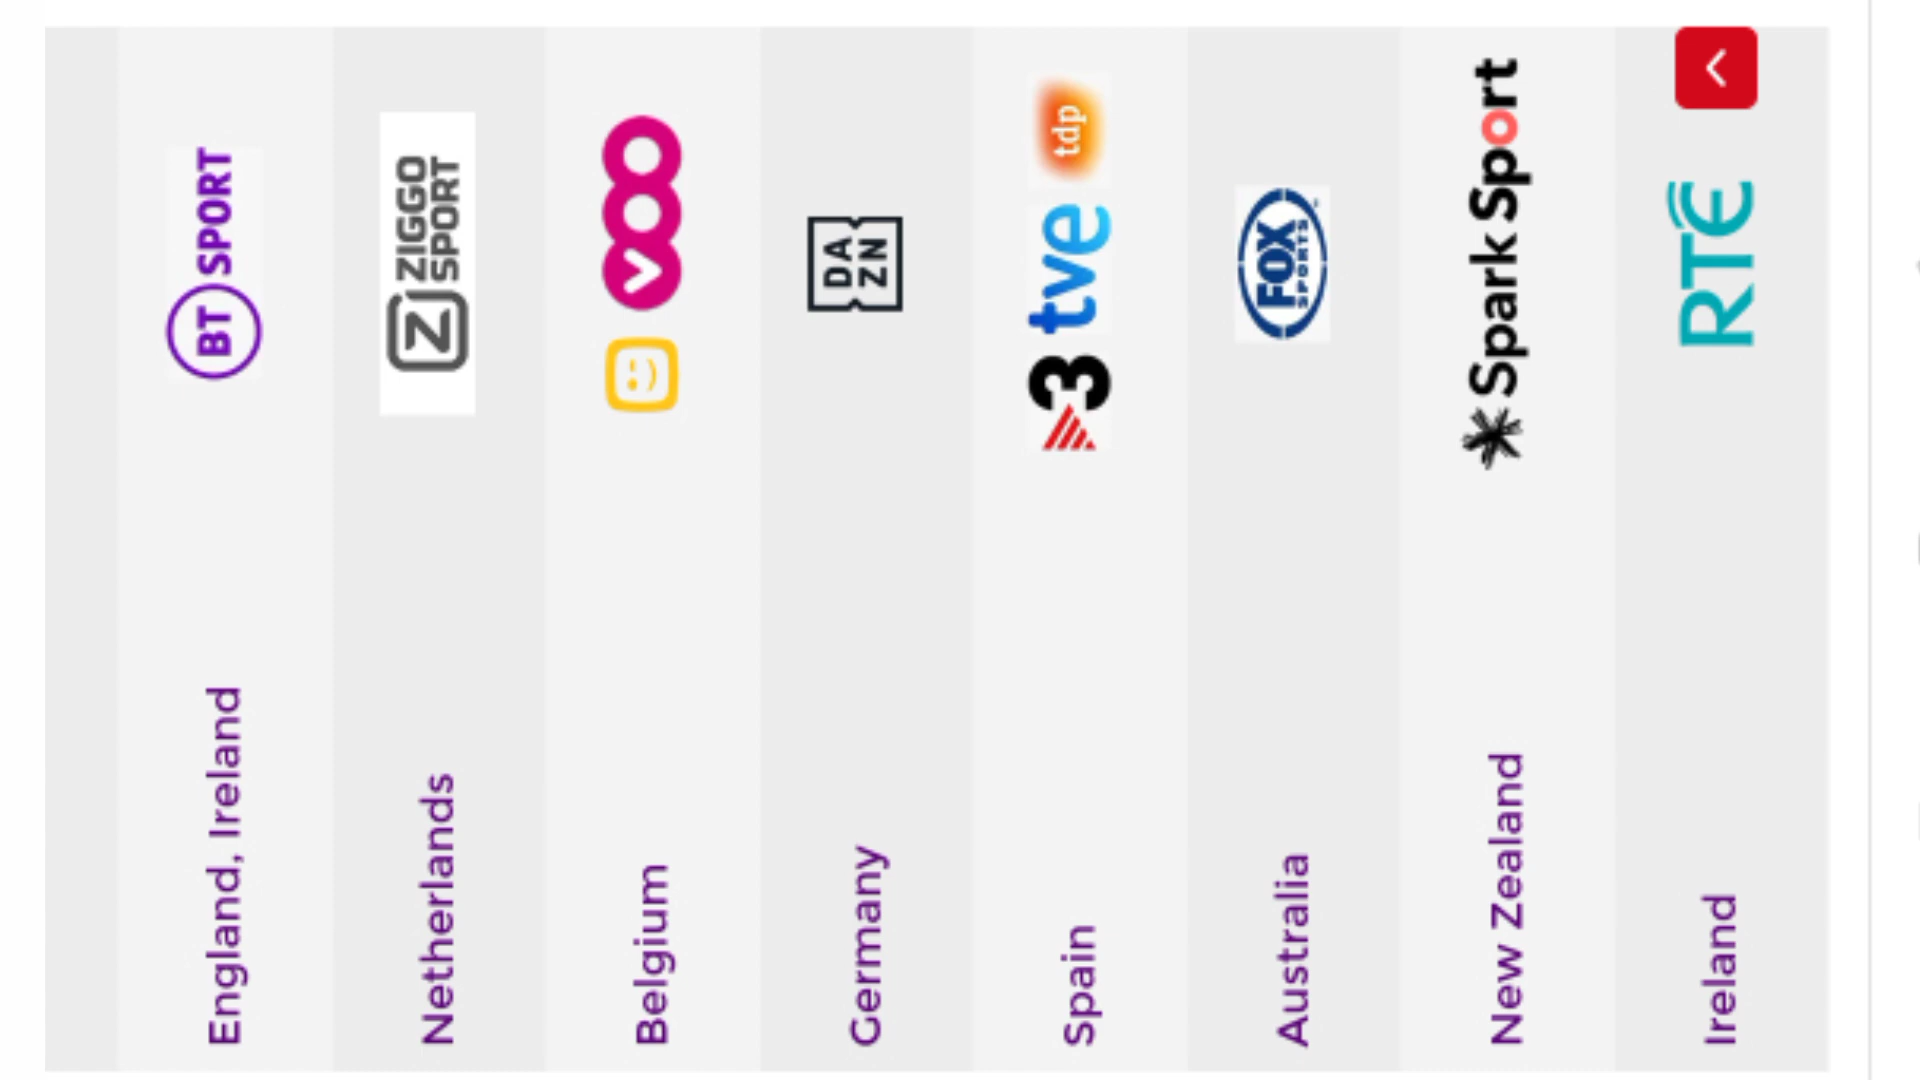 England, Ireland BT SPORT
Netherlands Z ZIGGO SPORT
Belgium :-) voo
Germany DA ZN
Spain 3 tve tdp
Australia FOX SPORTS
New Zealand Spark Sport
Ireland RTÉ